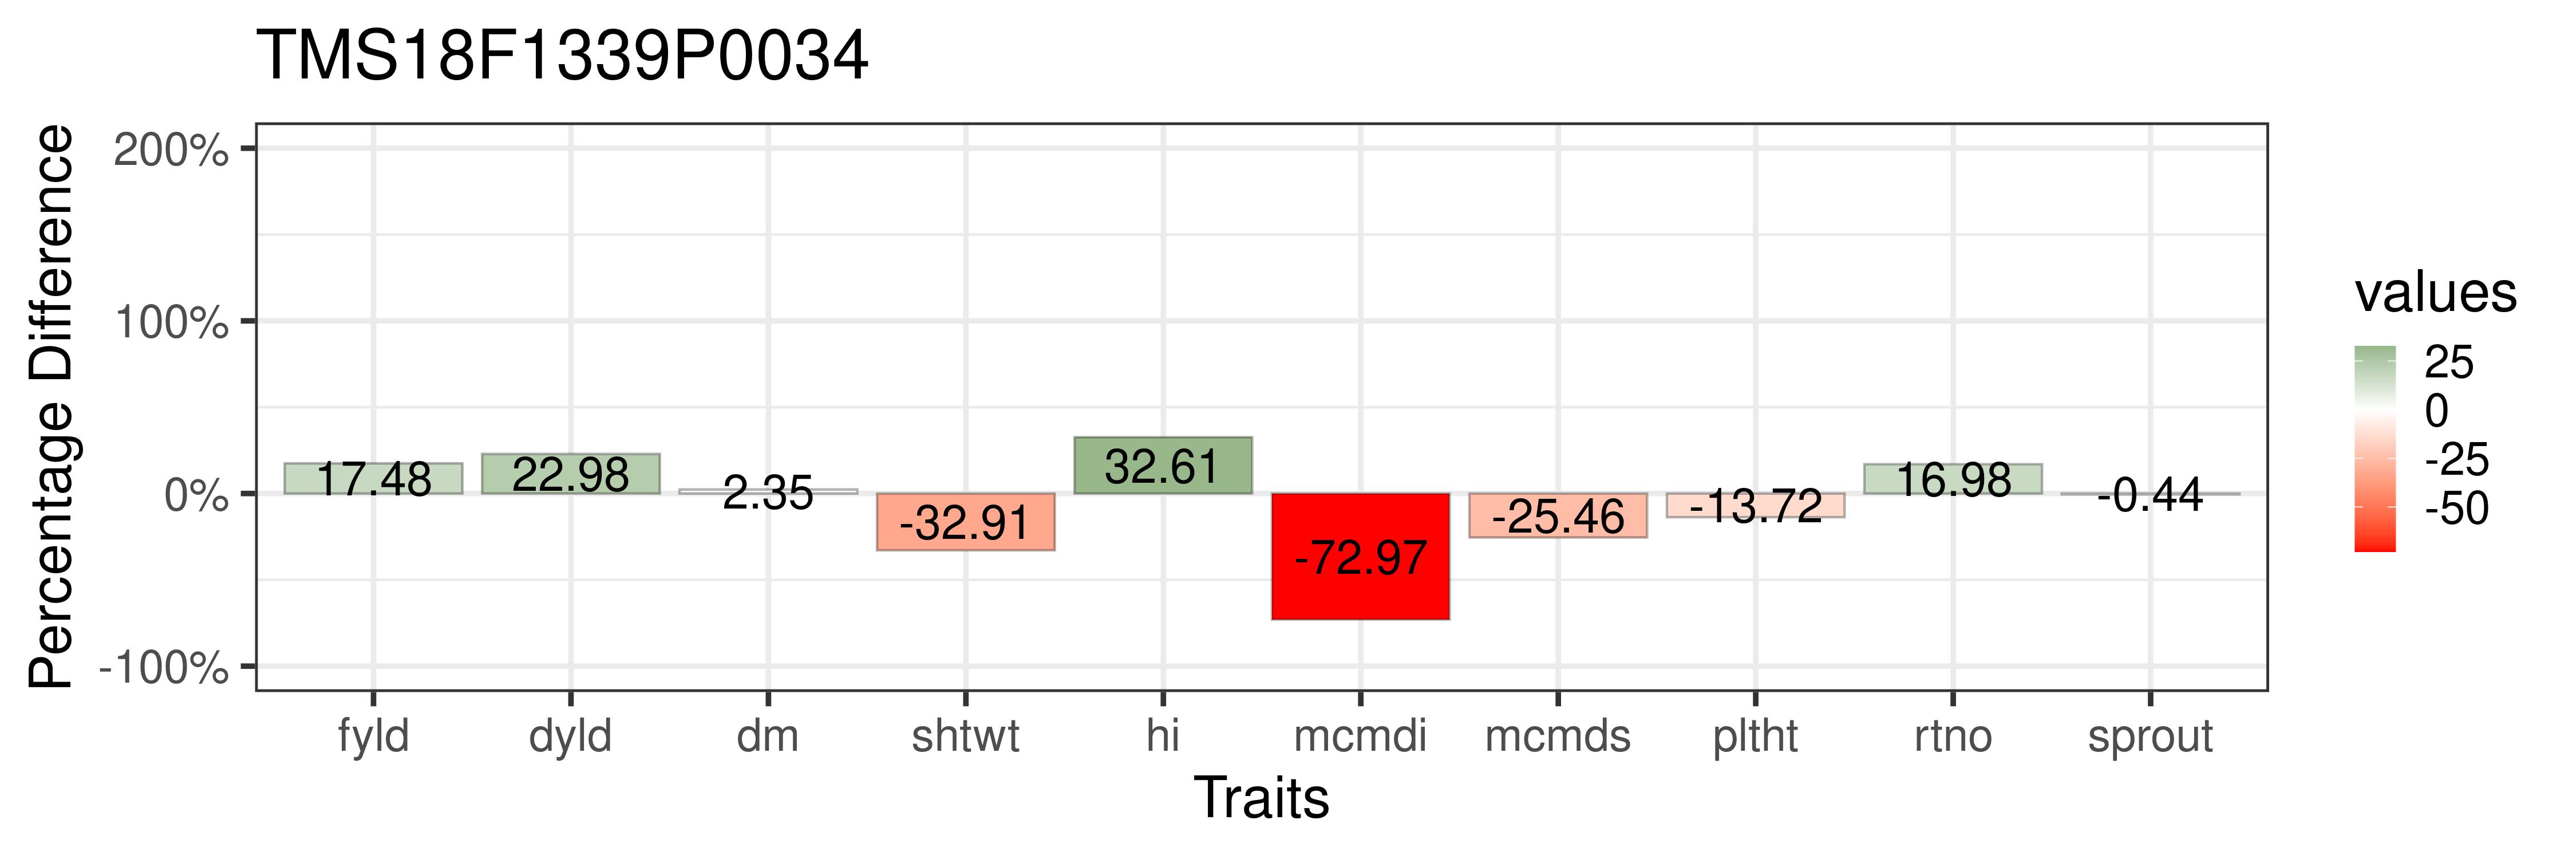 TMS18F1339P0034
Percentage Difference
200%
100%
0%
-100%
17.48
22.98
2.35
-32.91
32.61
-72.97
-25.46
-13.72
16.98
-0.44
fyld
dyld
dm
shtwt
hi
mcmdi
mcmds
pltht
rtno
sprout
Traits
values
25
0
-25
-50